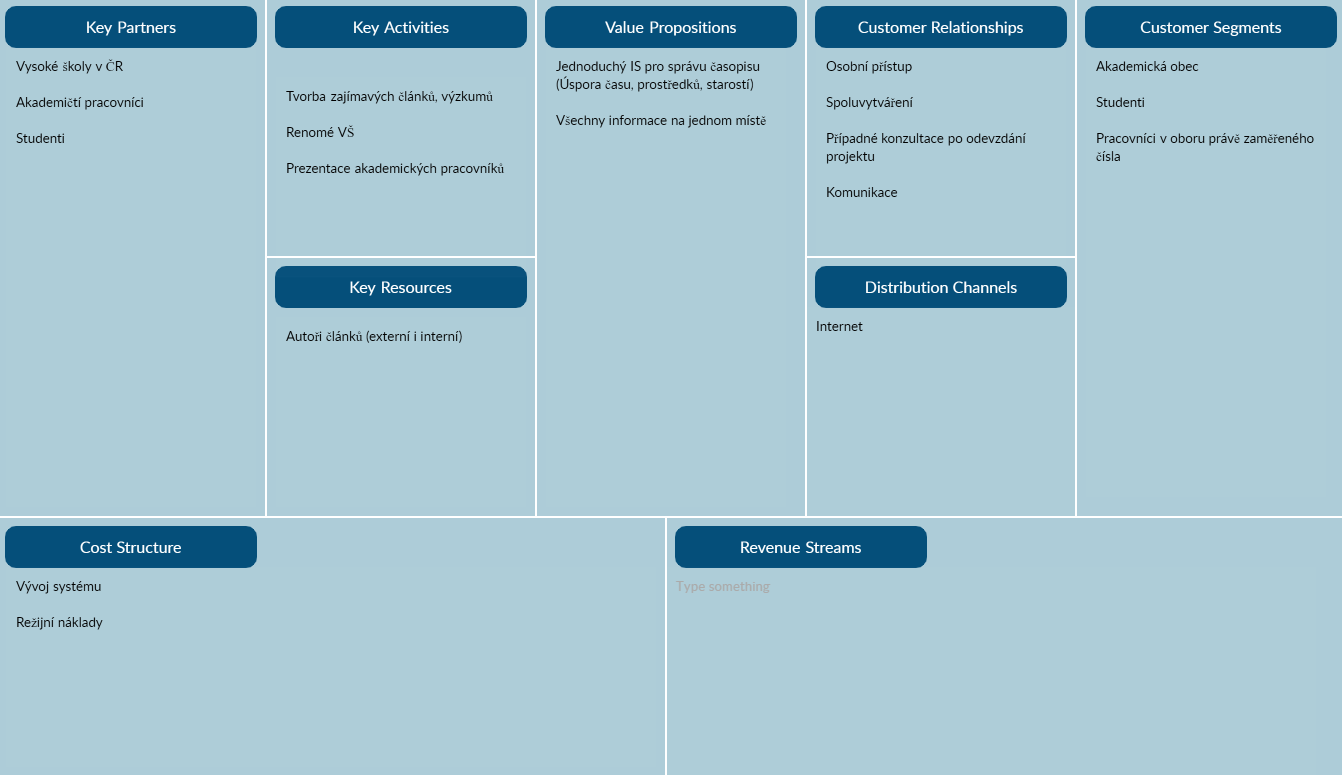 Key Partners
Vysoké školy v ČR
Akademičtí pracovníci
Studenti
Key Activities
Tvorba zajímavých článků, výzkumů
Renomé VŠ
Prezentace akademických pracovníků
Key Resources
Autoři článků (externí i interní)
Value Propositions
Jednoduchý IS pro správu časopisu
(Úspora času, prostředků, starostí)
Všechny informace na jednom místě
Customer Relationships
Osobní přístup
Spoluvytváření
Případné konzultace po odevzdání
projektu
Komunikace
Distribution Channels
Internet
Customer Segments
Akademická obec
Studenti
Pracovníci v oboru právě zaměřeného
čísla
Cost Structure
Vývoj systému
Režijní náklady
Revenue Streams
Type something